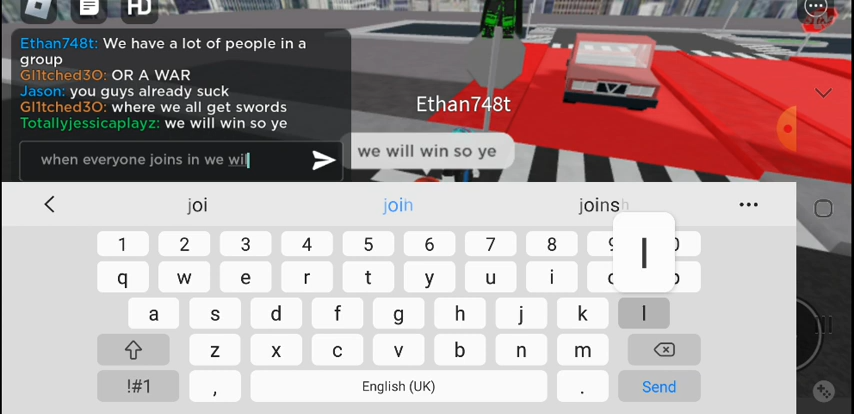 HD
Ethan748t: We have a lot of people in a
group
Gl1tched3O: OR A WAR
Jason: you guys already suck
Gl1tched3O: where we all get swords
Totallyjessicaplayz: we will win so ye
Ethan748t
when everyone joins in we wil
we will win so ye
joi join joins
1 2 3 4 5 6 7 8 9 0
q w e r t y u i o p
l
a s d f g h j k l
z x c v b n m
!#1 , English (UK) . Send